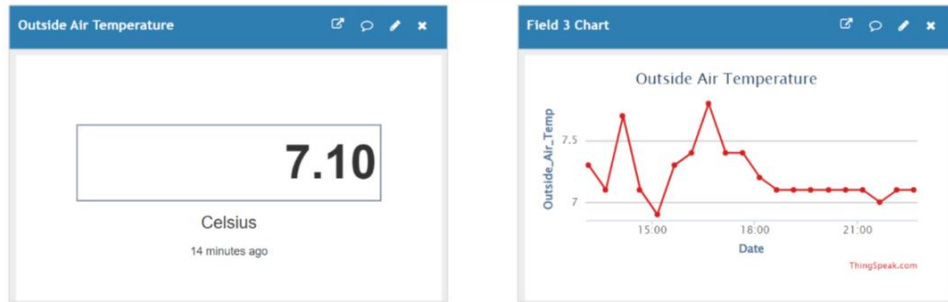 Outside Air Temperature
7.10
Celsius
14 minutes ago
Field 3 Chart
Outside Air Temperature
Outside_Air_Temp
7.5
7
15:00 18:00 21:00
Date
ThingSpeak.com